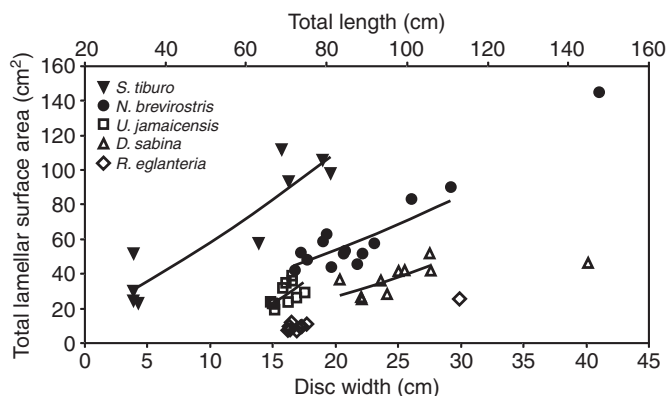 Total length (cm)
20 40 60 80 100 120 140 160
160
140
120
100
80
60
40
20
0
Total lamellar surface area (cm²)
S. tiburo
N. brevirostris
U. jamaicensis
D. sabina
R. eglanteria
0 5 10 15 20 25 30 35 40 45
Disc width (cm)